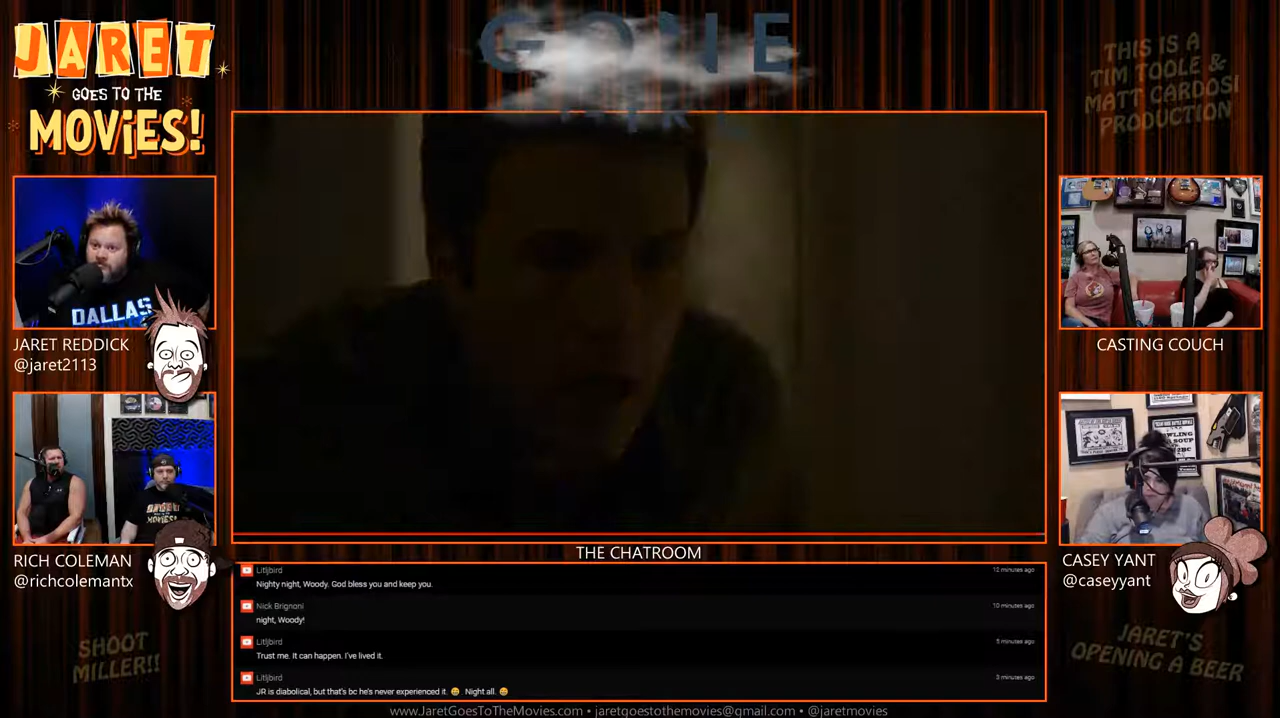 JARET
GOES TO THE
MOVIES!
GONE
THIS IS A
TIM TOOLE &
MATT CARDOSI
PRODUCTION
DALLAS
JARET REDDICK
@jaret2113
CASTING COUCH
RICH COLEMAN
@richcolemantx
CASEY YANT
@caseyyant
THE CHATROOM
Litljbird
12 minutes ago
Nighty night, Woody. God bless you and keep you.
Nick Brignoni
10 minutes ago
night, Woody!
Litljbird
5 minutes ago
Trust me. It can happen. I've lived it.
Litljbird
3 minutes ago
JR is diabolical, but that's bc he's never experienced it. 😄 Night all. 😄
SHOOT
MILLER!!
JARET'S
OPENING A BEER
www.JaretGoesToTheMovies.com • jaretgoestothemovies@gmail.com • @jaretmovies